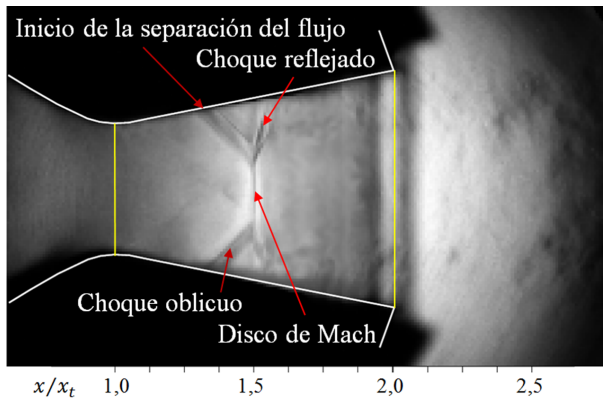 Inicio de la separación del flujo
Choque reflejado
Choque oblicuo
Disco de Mach
x/xₜ 1,0 1,5 2,0 2,5